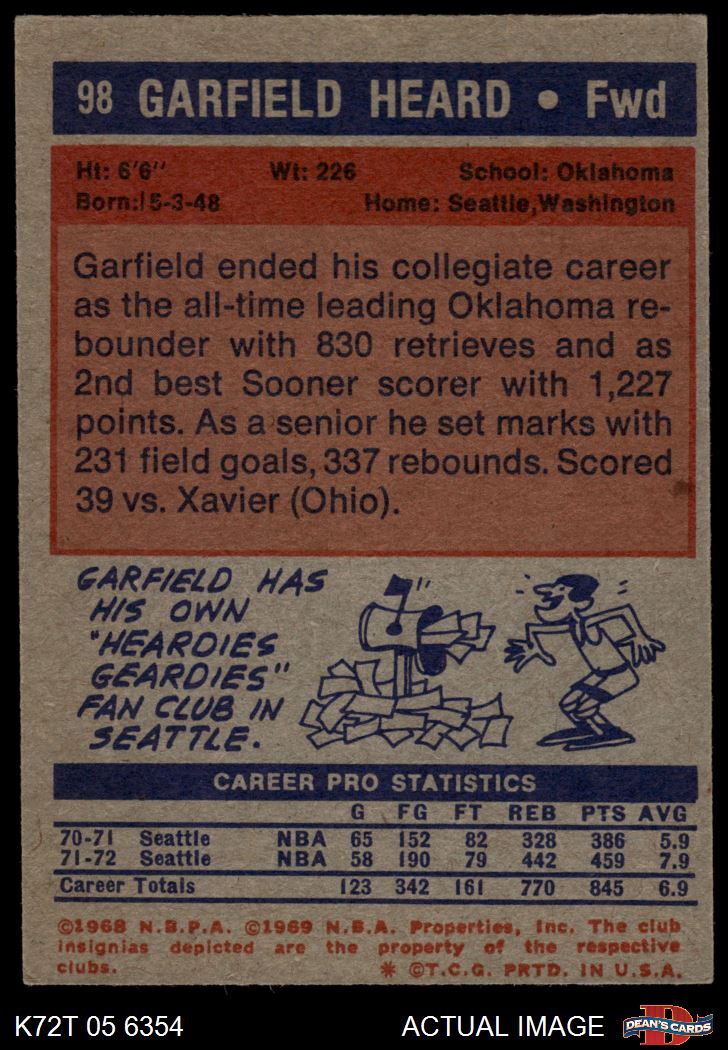 98 GARFIELD HEARD • Fwd
Ht: 6'6'' Wt: 226 School: Oklahoma
Born: 5-3-48 Home: Seattle,Washington
Garfield ended his collegiate career
as the all-time leading Oklahoma re-
bounder with 830 retrieves and as
2nd best Sooner scorer with 1,227
points. As a senior he set marks with
231 field goals, 337 rebounds. Scored
39 vs. Xavier (Ohio).
GARFIELD HAS
HIS OWN
"HEARDIES
GEARDIES"
FAN CLUB IN
SEATTLE.
CAREER PRO STATISTICS
G FG FT REB PTS AVG
70-71 Seattle NBA 65 152 82 328 386 5.9
71-72 Seattle NBA 58 190 79 442 459 7.9
Career Totals 123 342 161 770 845 6.9
©1968 N.B.P.A. ©1969 N.B.A. Properties, Inc. The club
insignias depicted are the property of the respective
clubs. * ©T.C.G. PRTD. IN U.S.A.
K72T 05 6354 ACTUAL IMAGE DEAN'S CARDS